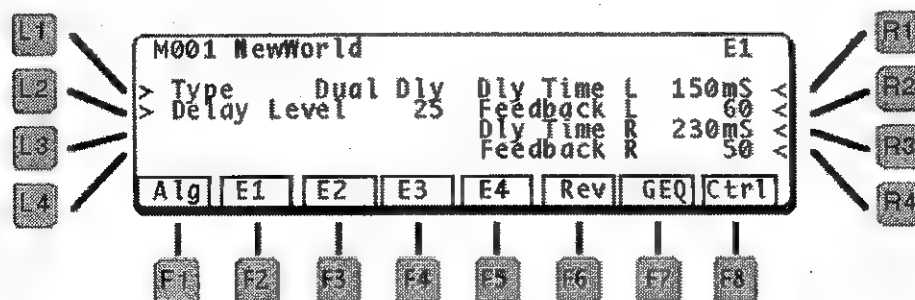 L1
M001 NewWorld E1
R1
L2
> Type Dual Dly Dly Time L 150mS <
R2
> Delay Level 25 Feedback L 60 <
L3
Dly Time R 230mS <
R3
Feedback R 50 <
L4
R4
Alg E1 E2 E3 E4 Rev GEQ Ctrl
F1 F2 F3 F4 F5 F6 F7 F8